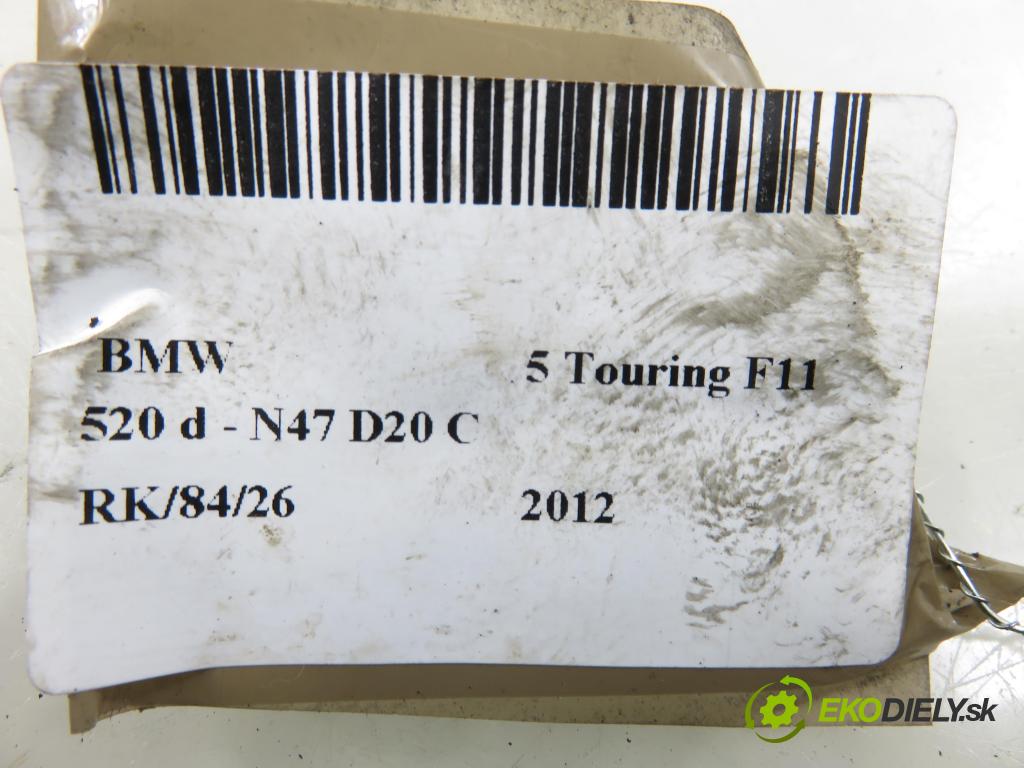 BMW 5 Touring F11
520 d - N47 D20 C
RK/84/26 2012
EKODIELY.sk